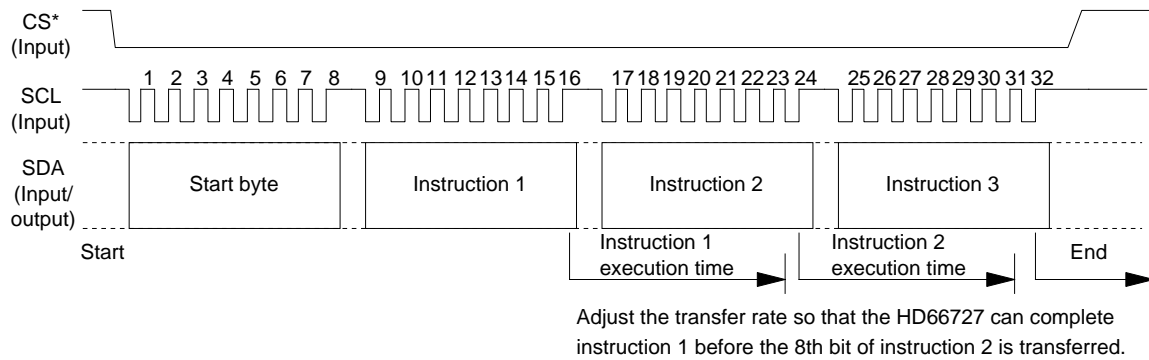 CS*
(Input)
1 2 3 4 5 6 7 8 9 10 11 12 13 14 15 16 17 18 19 20 21 22 23 24 25 26 27 28 29 30 31 32
SCL
(Input)
SDA
(Input/
output)
Start byte
Instruction 1
Instruction 2
Instruction 3
Start
Instruction 1
execution time
Instruction 2
execution time
End
Adjust the transfer rate so that the HD66727 can complete
instruction 1 before the 8th bit of instruction 2 is transferred.